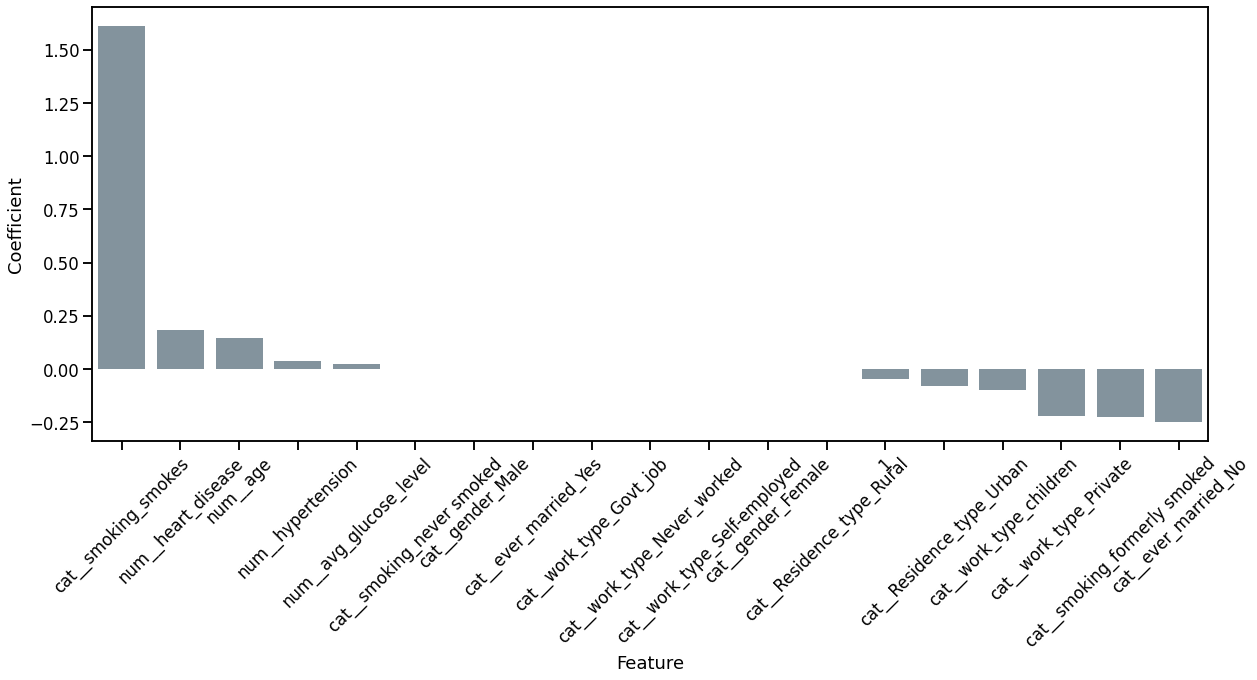 Coefficient
1.50
1.25
1.00
0.75
0.50
0.25
0.00
−0.25
cat__smoking_smokes
num__heart_disease
num__age
num__hypertension
num__avg_glucose_level
cat__smoking_never smoked
cat__gender_Male
cat__ever_married_Yes
cat__work_type_Govt_job
cat__work_type_Never_worked
cat__work_type_Self-employed
cat__gender_Female
cat__Residence_type_Rural
1
cat__Residence_type_Urban
cat__work_type_children
cat__work_type_Private
cat__smoking_formerly smoked
cat__ever_married_No
Feature